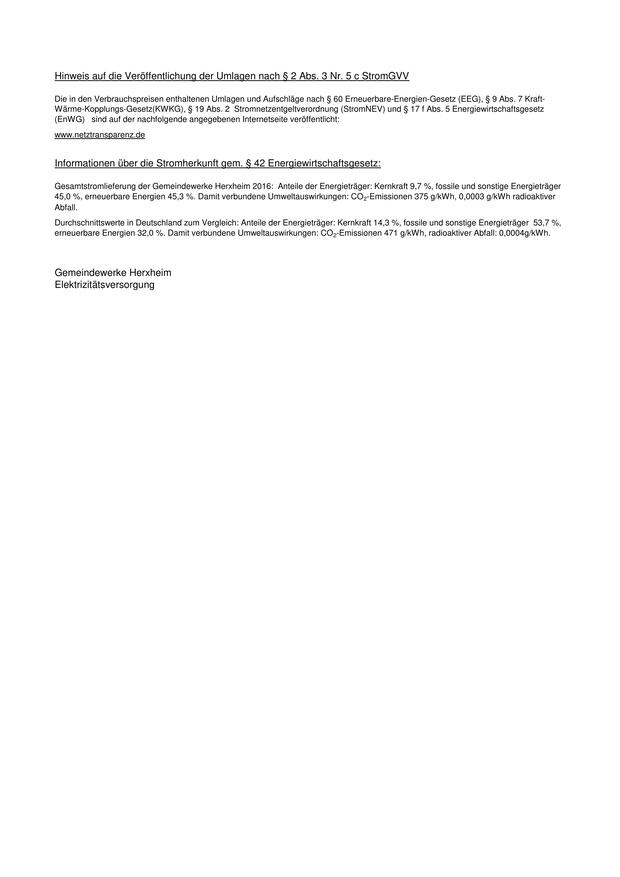 Hinweis auf die Veröffentlichung der Umlagen nach § 2 Abs. 3 Nr. 5 c StromGVV
Die in den Verbrauchspreisen enthaltenen Umlagen und Aufschläge nach § 60 Erneuerbare-Energien-Gesetz (EEG), § 9 Abs. 7 Kraft-
Wärme-Kopplungs-Gesetz(KWKG), § 19 Abs. 2  Stromnetzentgeltverordnung (StromNEV) und § 17 f Abs. 5 Energiewirtschaftsgesetz
(EnWG)   sind auf der nachfolgende angegebenen Internetseite veröffentlicht:
www.netztransparenz.de
Informationen über die Stromherkunft gem. § 42 Energiewirtschaftsgesetz:
Gesamtstromlieferung der Gemeindewerke Herxheim 2016:  Anteile der Energieträger: Kernkraft 9,7 %, fossile und sonstige Energieträger
45,0 %, erneuerbare Energien 45,3 %. Damit verbundene Umweltauswirkungen: CO₂-Emissionen 375 g/kWh, 0,0003 g/kWh radioaktiver
Abfall.
Durchschnittswerte in Deutschland zum Vergleich: Anteile der Energieträger: Kernkraft 14,3 %, fossile und sonstige Energieträger  53,7 %,
erneuerbare Energien 32,0 %. Damit verbundene Umweltauswirkungen: CO₂-Emissionen 471 g/kWh, radioaktiver Abfall: 0,0004g/kWh.
Gemeindewerke Herxheim
Elektrizitätsversorgung